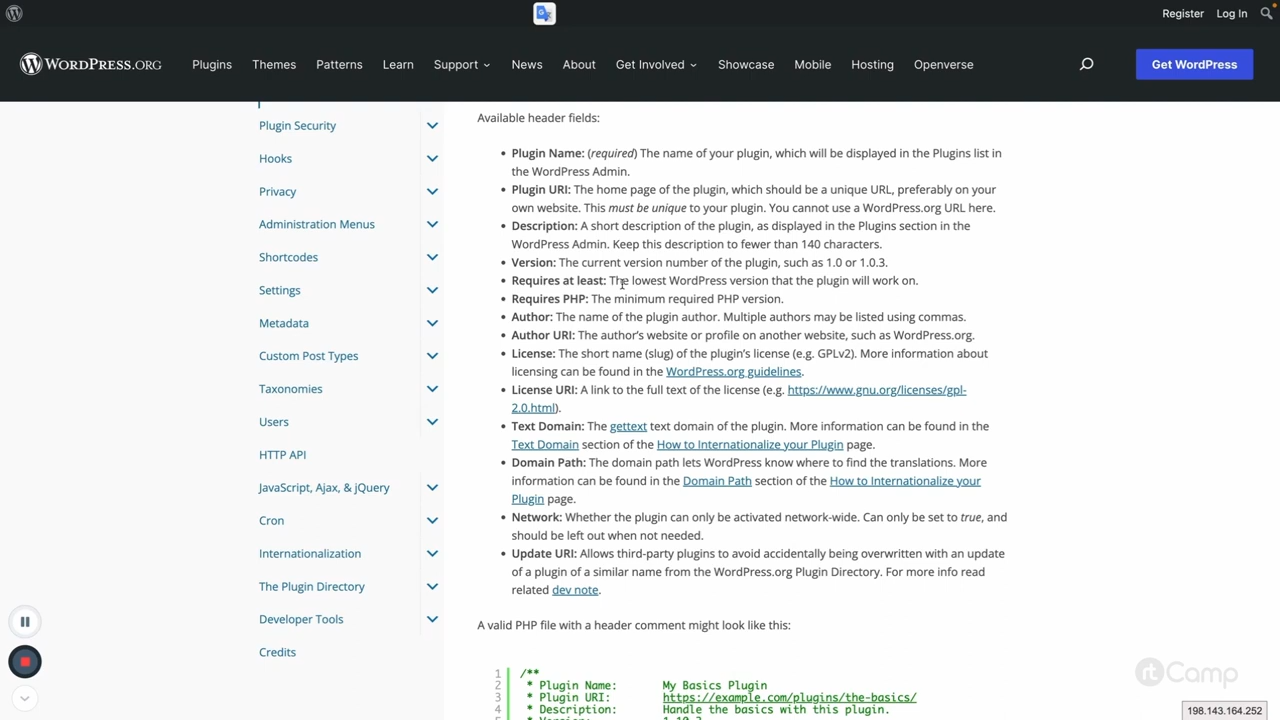 Register Log In
WORDPRESS.ORG Plugins Themes Patterns Learn Support News About Get Involved Showcase Mobile Hosting Openverse Get WordPress
Plugin Security
Hooks
Privacy
Administration Menus
Shortcodes
Settings
Metadata
Custom Post Types
Taxonomies
Users
HTTP API
JavaScript, Ajax, & jQuery
Cron
Internationalization
The Plugin Directory
Developer Tools
Credits
Available header fields:
• Plugin Name: (required) The name of your plugin, which will be displayed in the Plugins list in
the WordPress Admin.
• Plugin URI: The home page of the plugin, which should be a unique URL, preferably on your
own website. This must be unique to your plugin. You cannot use a WordPress.org URL here.
• Description: A short description of the plugin, as displayed in the Plugins section in the
WordPress Admin. Keep this description to fewer than 140 characters.
• Version: The current version number of the plugin, such as 1.0 or 1.0.3.
• Requires at least: The lowest WordPress version that the plugin will work on.
• Requires PHP: The minimum required PHP version.
• Author: The name of the plugin author. Multiple authors may be listed using commas.
• Author URI: The author's website or profile on another website, such as WordPress.org.
• License: The short name (slug) of the plugin's license (e.g. GPLv2). More information about
licensing can be found in the WordPress.org guidelines.
• License URI: A link to the full text of the license (e.g. https://www.gnu.org/licenses/gpl-
2.0.html).
• Text Domain: The gettext text domain of the plugin. More information can be found in the
Text Domain section of the How to Internationalize your Plugin page.
• Domain Path: The domain path lets WordPress know where to find the translations. More
information can be found in the Domain Path section of the How to Internationalize your
Plugin page.
• Network: Whether the plugin can only be activated network-wide. Can only be set to true, and
should be left out when not needed.
• Update URI: Allows third-party plugins to avoid accidentally being overwritten with an update
of a plugin of a similar name from the WordPress.org Plugin Directory. For more info read
related dev note.
A valid PHP file with a header comment might look like this:
1 /**
2 * Plugin Name: My Basics Plugin
3 * Plugin URI: https://example.com/plugins/the-basics/
4 * Description: Handle the basics with this plugin.
rtCamp
198.143.164.252